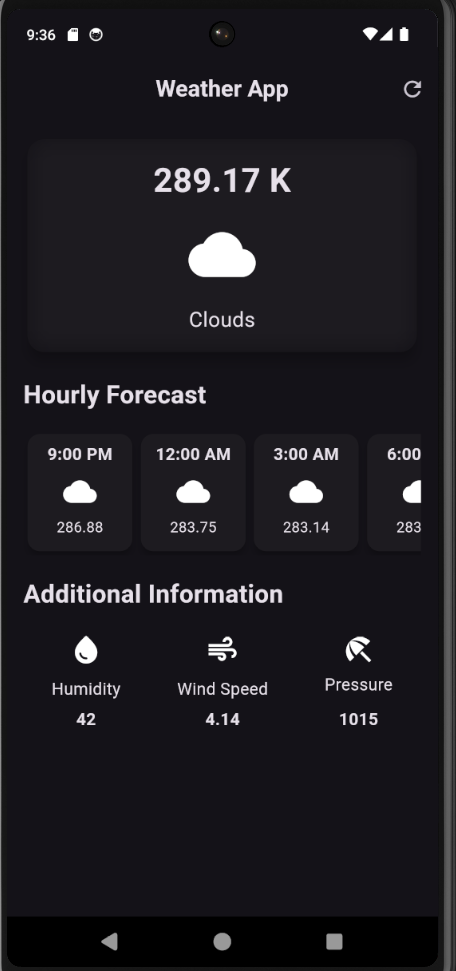 9:36
Weather App
289.17 K
Clouds
Hourly Forecast
9:00 PM 12:00 AM 3:00 AM 6:00
286.88 283.75 283.14 283
Additional Information
Humidity Wind Speed Pressure
42 4.14 1015